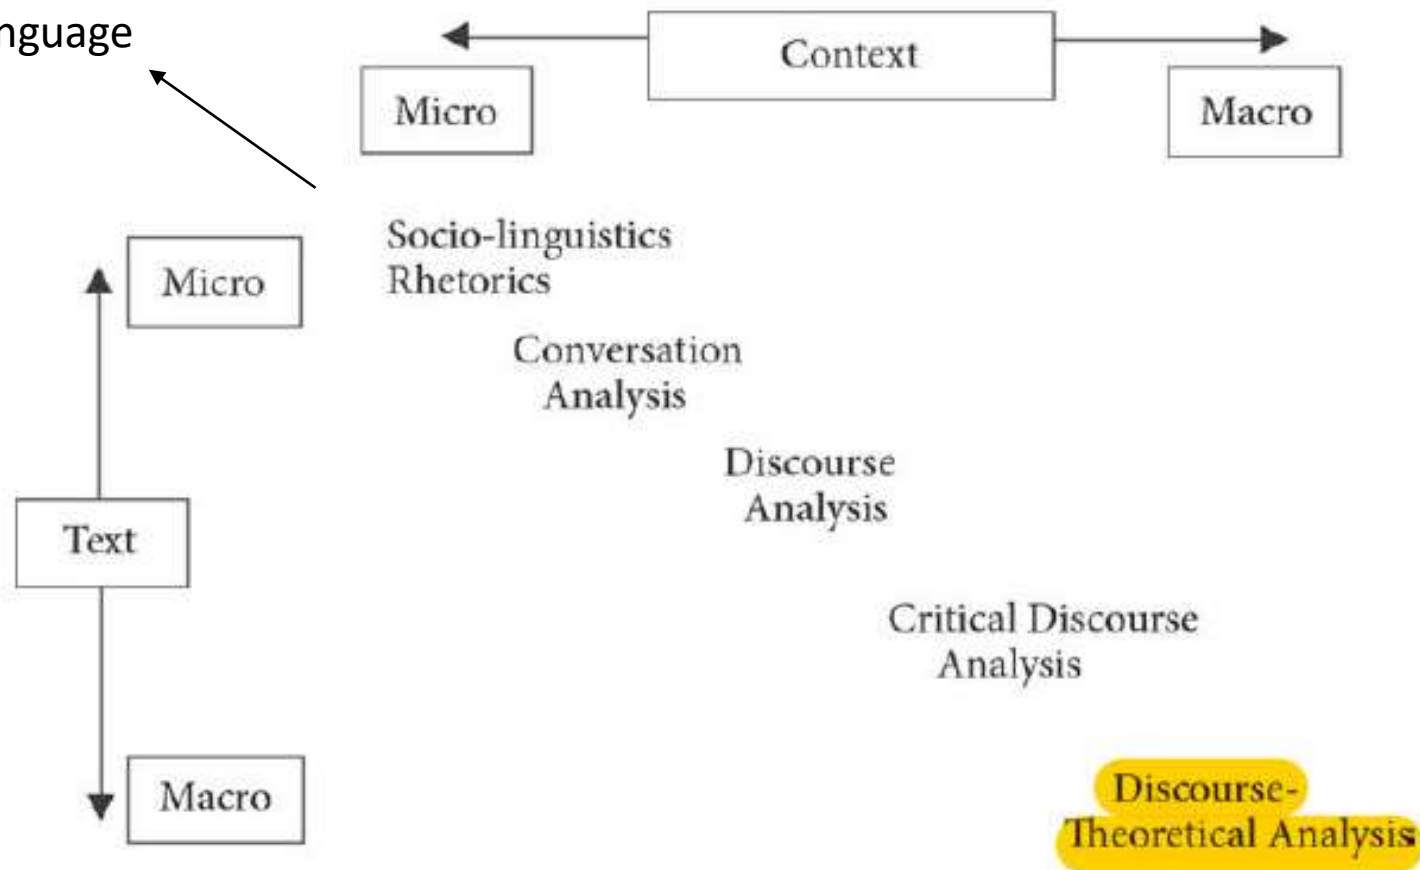 nguage
Context
Micro
Macro
Socio-linguistics
Rhetorics
Micro
Conversation
Analysis
Discourse
Analysis
Text
Critical Discourse
Analysis
Macro
Discourse-
Theoretical Analysis